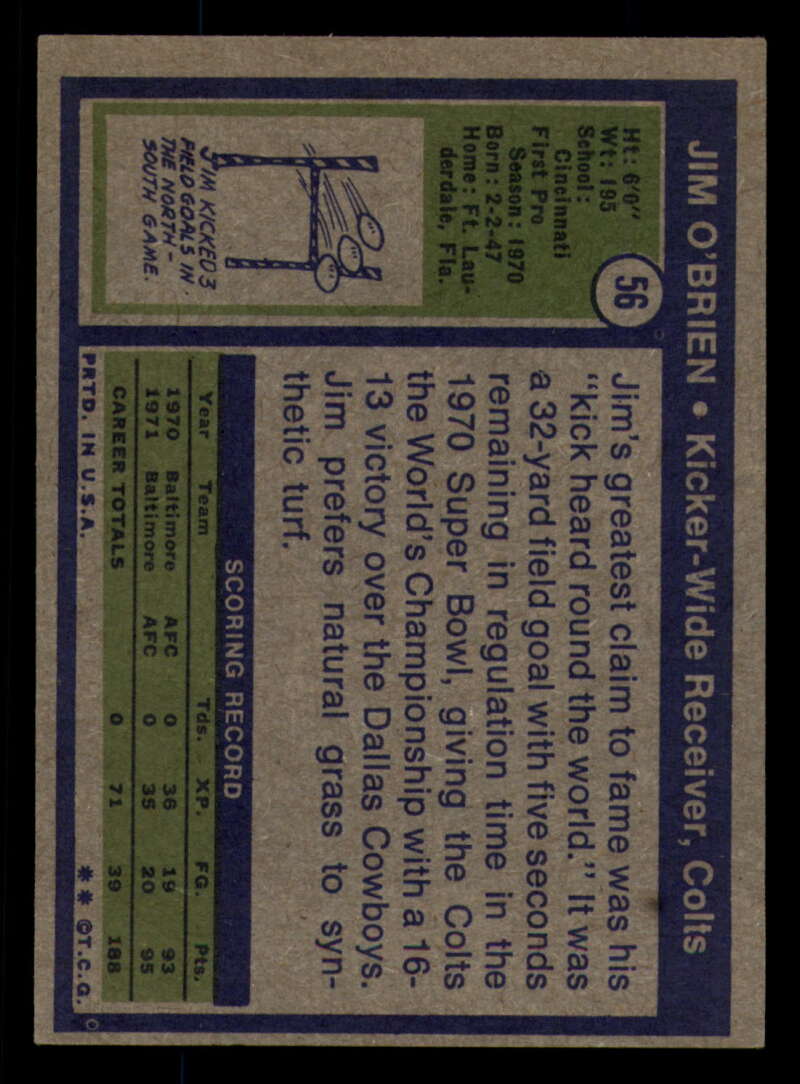 JIM O'BRIEN • Kicker-Wide Receiver, Colts
56
Ht: 6'0"
Wt: 195
School:
Cincinnati
First Pro
Season: 1970
Born: 2-2-47
Home: Ft. Lau-
derdale, Fla.
JIM KICKED 3
FIELD GOALS IN
THE NORTH-
SOUTH GAME.
Jim's greatest claim to fame was his
"kick heard round the world." It was
a 32-yard field goal with five seconds
remaining in regulation time in the
1970 Super Bowl, giving the Colts
the World's Championship with a 16-
13 victory over the Dallas Cowboys.
Jim prefers natural grass to syn-
thetic turf.
SCORING RECORD
Year Team Tds. XP. FG. Pts.
1970 Baltimore AFC 0 36 19 93
1971 Baltimore AFC 0 35 20 95
CAREER TOTALS 0 71 39 188
PRTD. IN U.S.A. ** ©T.C.G.